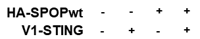 HA-SPOPwt - - + +
V1-STING - + - +